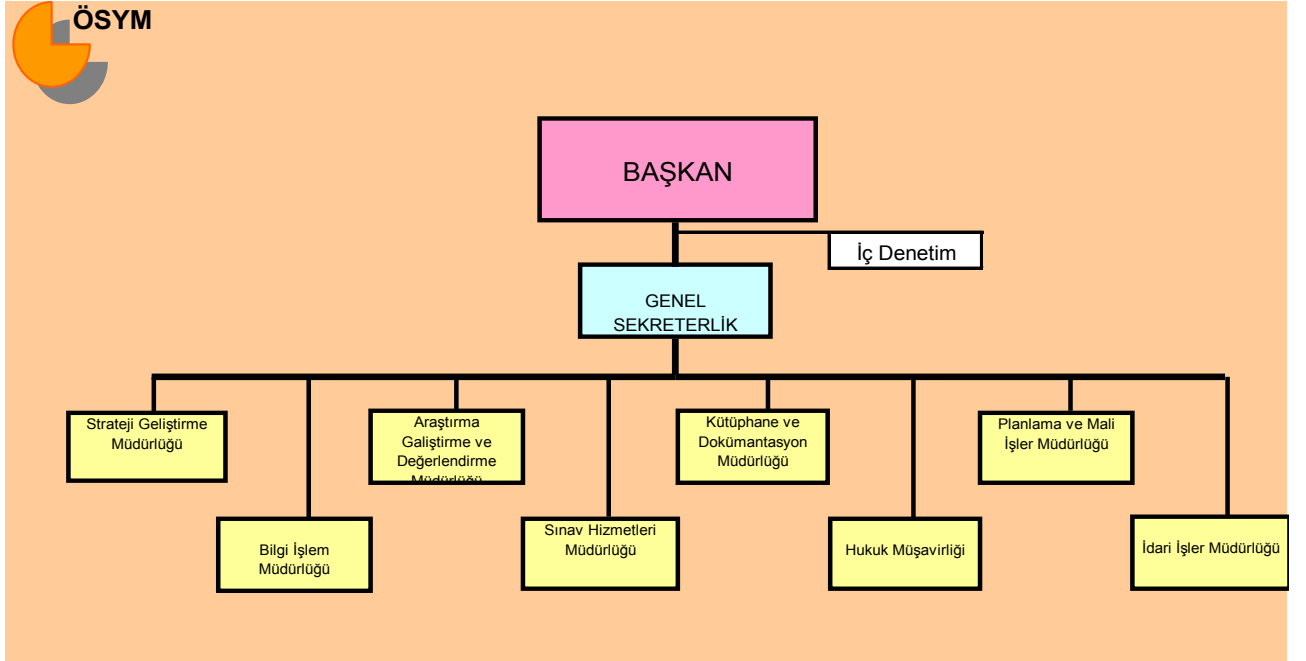 ÖSYM
BAŞKAN
İç Denetim
GENEL
SEKRETERLİK
Strateji Geliştirme
Müdürlüğü
Araştırma
Galiştirme ve
Değerlendirme
Müdürlüğü
Kütüphane ve
Dokümantasyon
Müdürlüğü
Planlama ve Mali
İşler Müdürlüğü
Bilgi İşlem
Müdürlüğü
Sınav Hizmetleri
Müdürlüğü
Hukuk Müşavirliği
İdari İşler Müdürlüğü